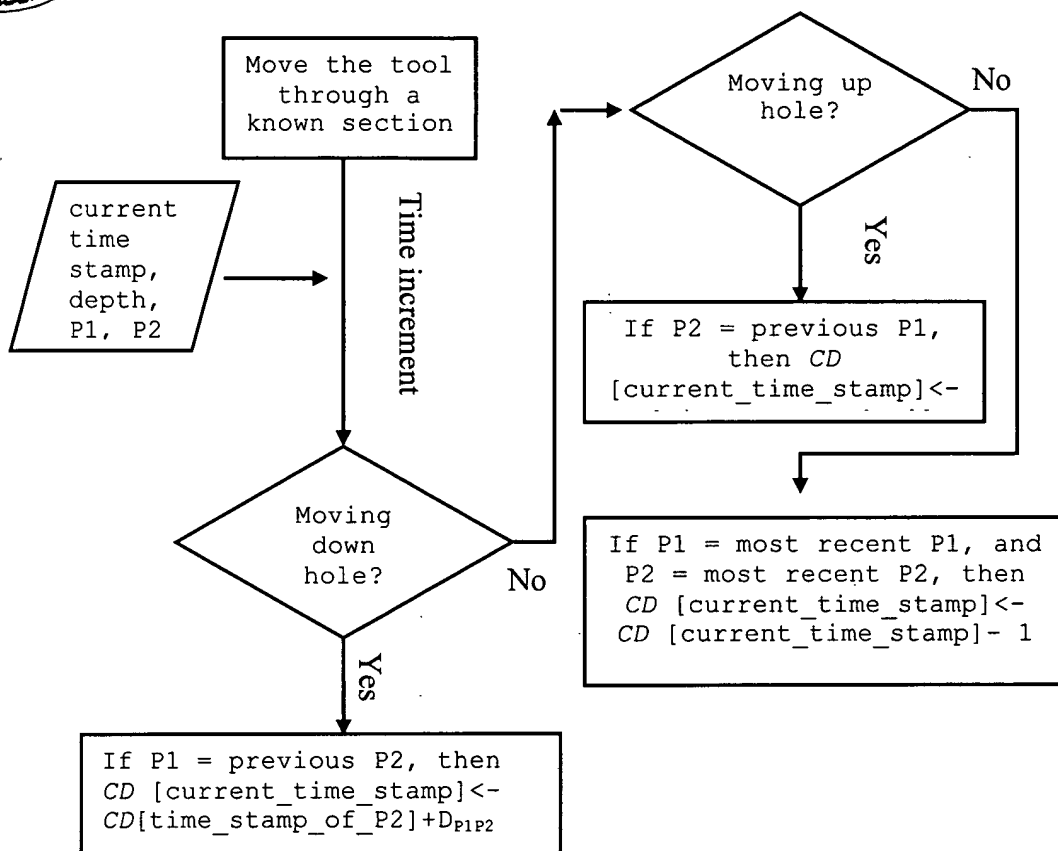 Move the tool
through a
known section
current
time
stamp,
depth,
P1, P2
Time increment
Moving
down
hole?
No
Yes
If P1 = previous P2, then
CD [current_time_stamp]<-
CD[time_stamp_of_P2]+D_P1P2
Moving up
hole?
No
Yes
If P2 = previous P1,
then CD
[current_time_stamp]<-
If P1 = most recent P1, and
P2 = most recent P2, then
CD [current_time_stamp]<-
CD [current_time_stamp]- 1